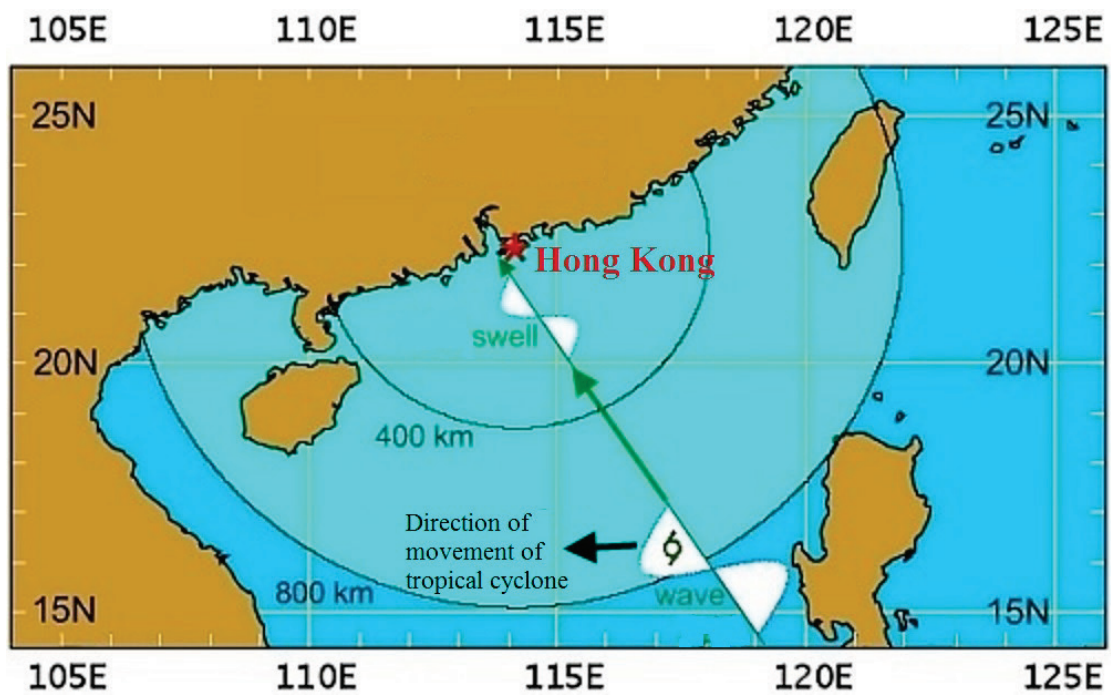 105E 110E 115E 120E 125E
25N 25N
Hong Kong
swell
20N 20N
400 km
Direction of
movement of
tropical cyclone
800 km wave
15N 15N
105E 110E 115E 120E 125E